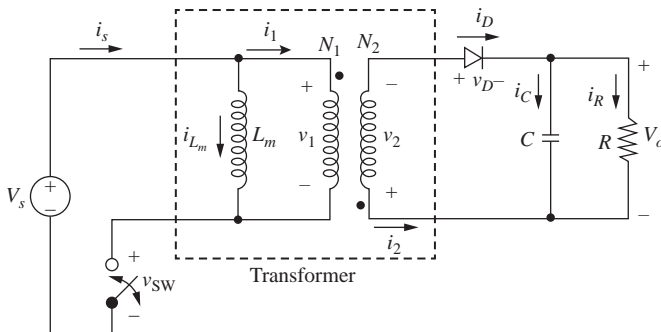 i_s
i_1
N_1
N_2
i_D
+ v_D −
i_C
i_R
+
V_o
−
+
v_1
−
−
v_2
+
i_{L_m}
L_m
C
R
V_s
+
−
i_2
Transformer
+
v_SW
−